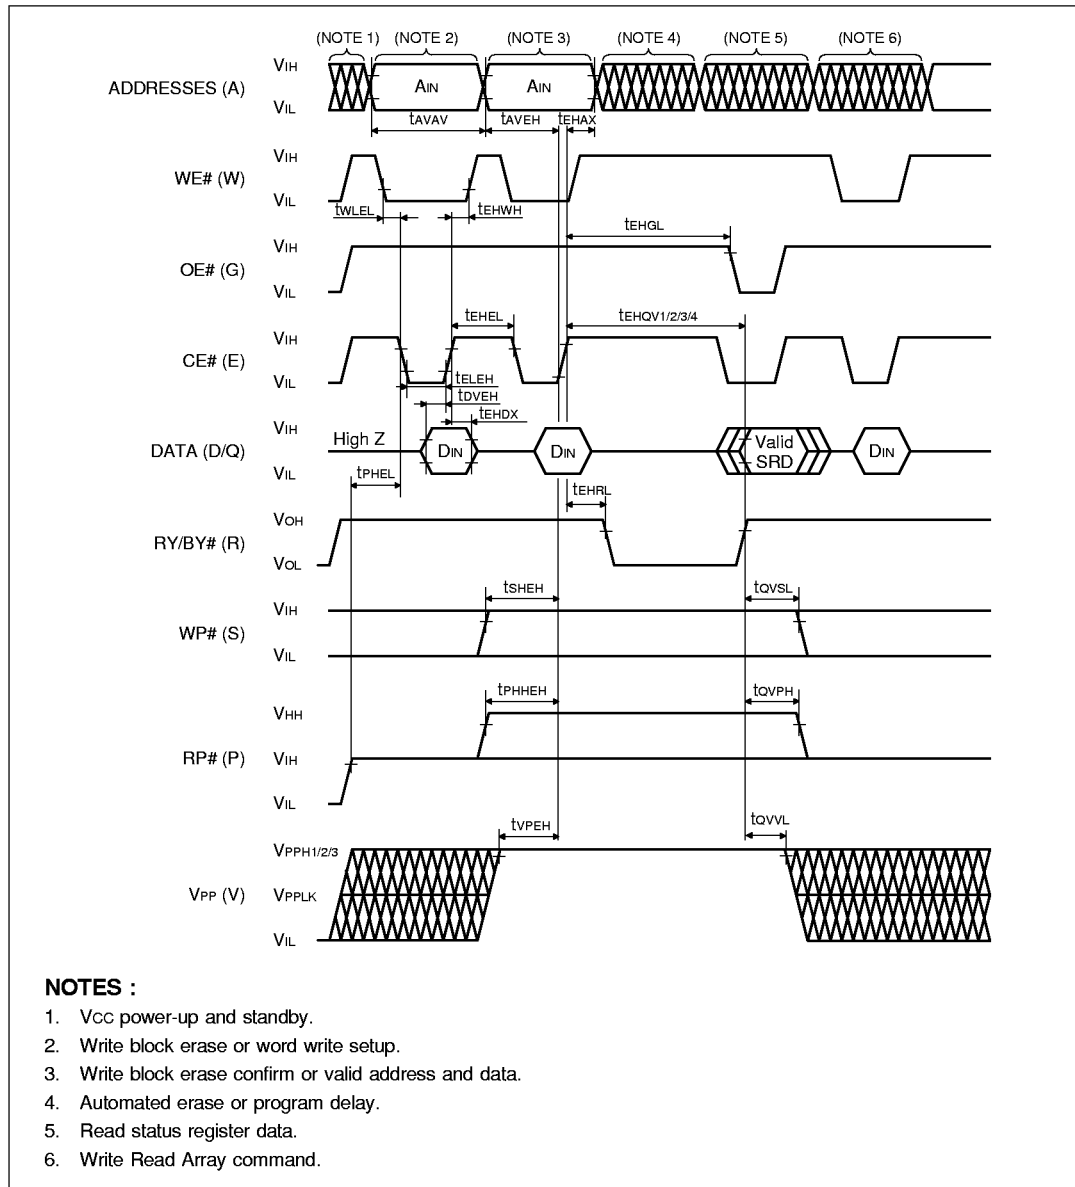 (NOTE 1) (NOTE 2) (NOTE 3) (NOTE 4) (NOTE 5) (NOTE 6)
VIH
ADDRESSES (A) AIN AIN
VIL
tAVAV tAVEH tEHAX
VIH
WE# (W)
VIL
tWLEL tEHWH
tEHGL
VIH
OE# (G)
VIL
tEHEL tEHQV1/2/3/4
VIH
CE# (E)
VIL
tELEH
tDVEH
tEHDX
VIH
High Z
DATA (D/Q) DIN DIN Valid SRD DIN
VIL
tPHEL
tEHRL
VOH
RY/BY# (R)
VOL
tSHEH tQVSL
VIH
WP# (S)
VIL
tPHHEH tQVPH
VHH
RP# (P) VIH
VIL
tVPEH tQVVL
VPPH1/2/3
VPP (V) VPPLK
VIL
NOTES :
1. VCC power-up and standby.
2. Write block erase or word write setup.
3. Write block erase confirm or valid address and data.
4. Automated erase or program delay.
5. Read status register data.
6. Write Read Array command.